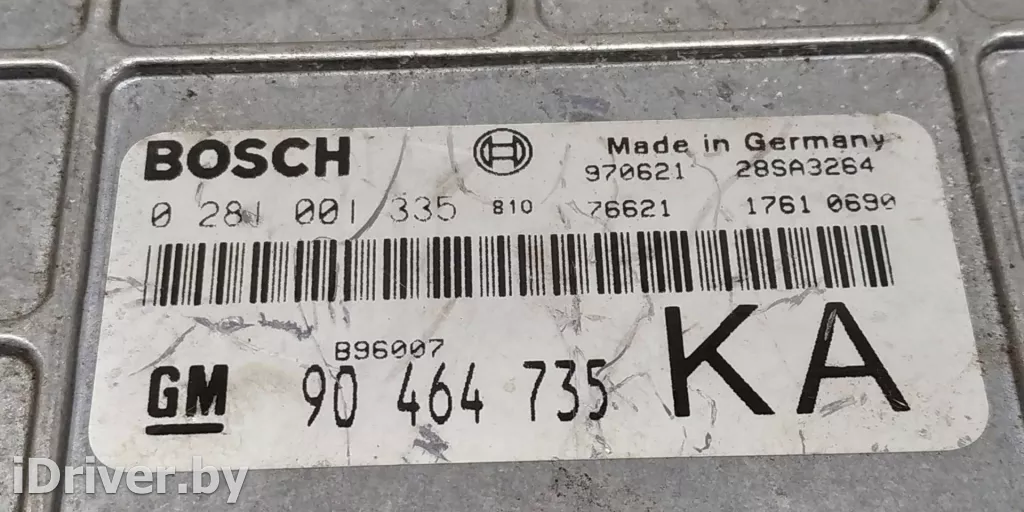 BOSCH Made in Germany
970621 28SA3264
0 281 001 335 810 76621 1761 0690
B96007
GM 90 464 735 KA
iDriver.by